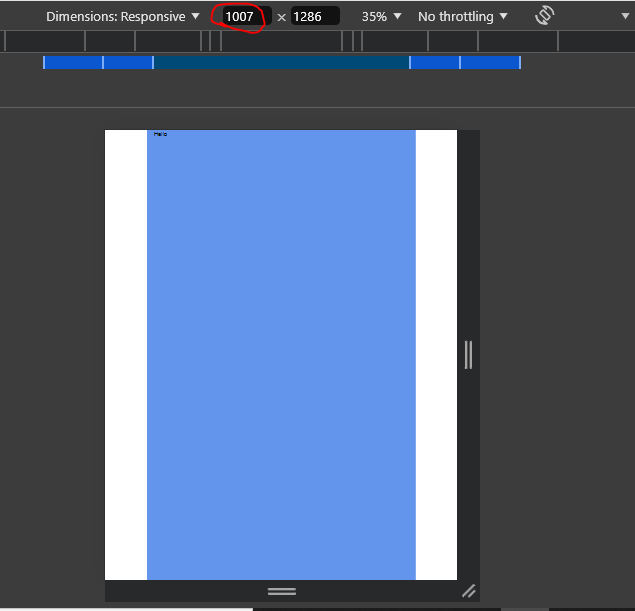 Dimensions: Responsive 1007 × 1286 35% No throttling
Hello